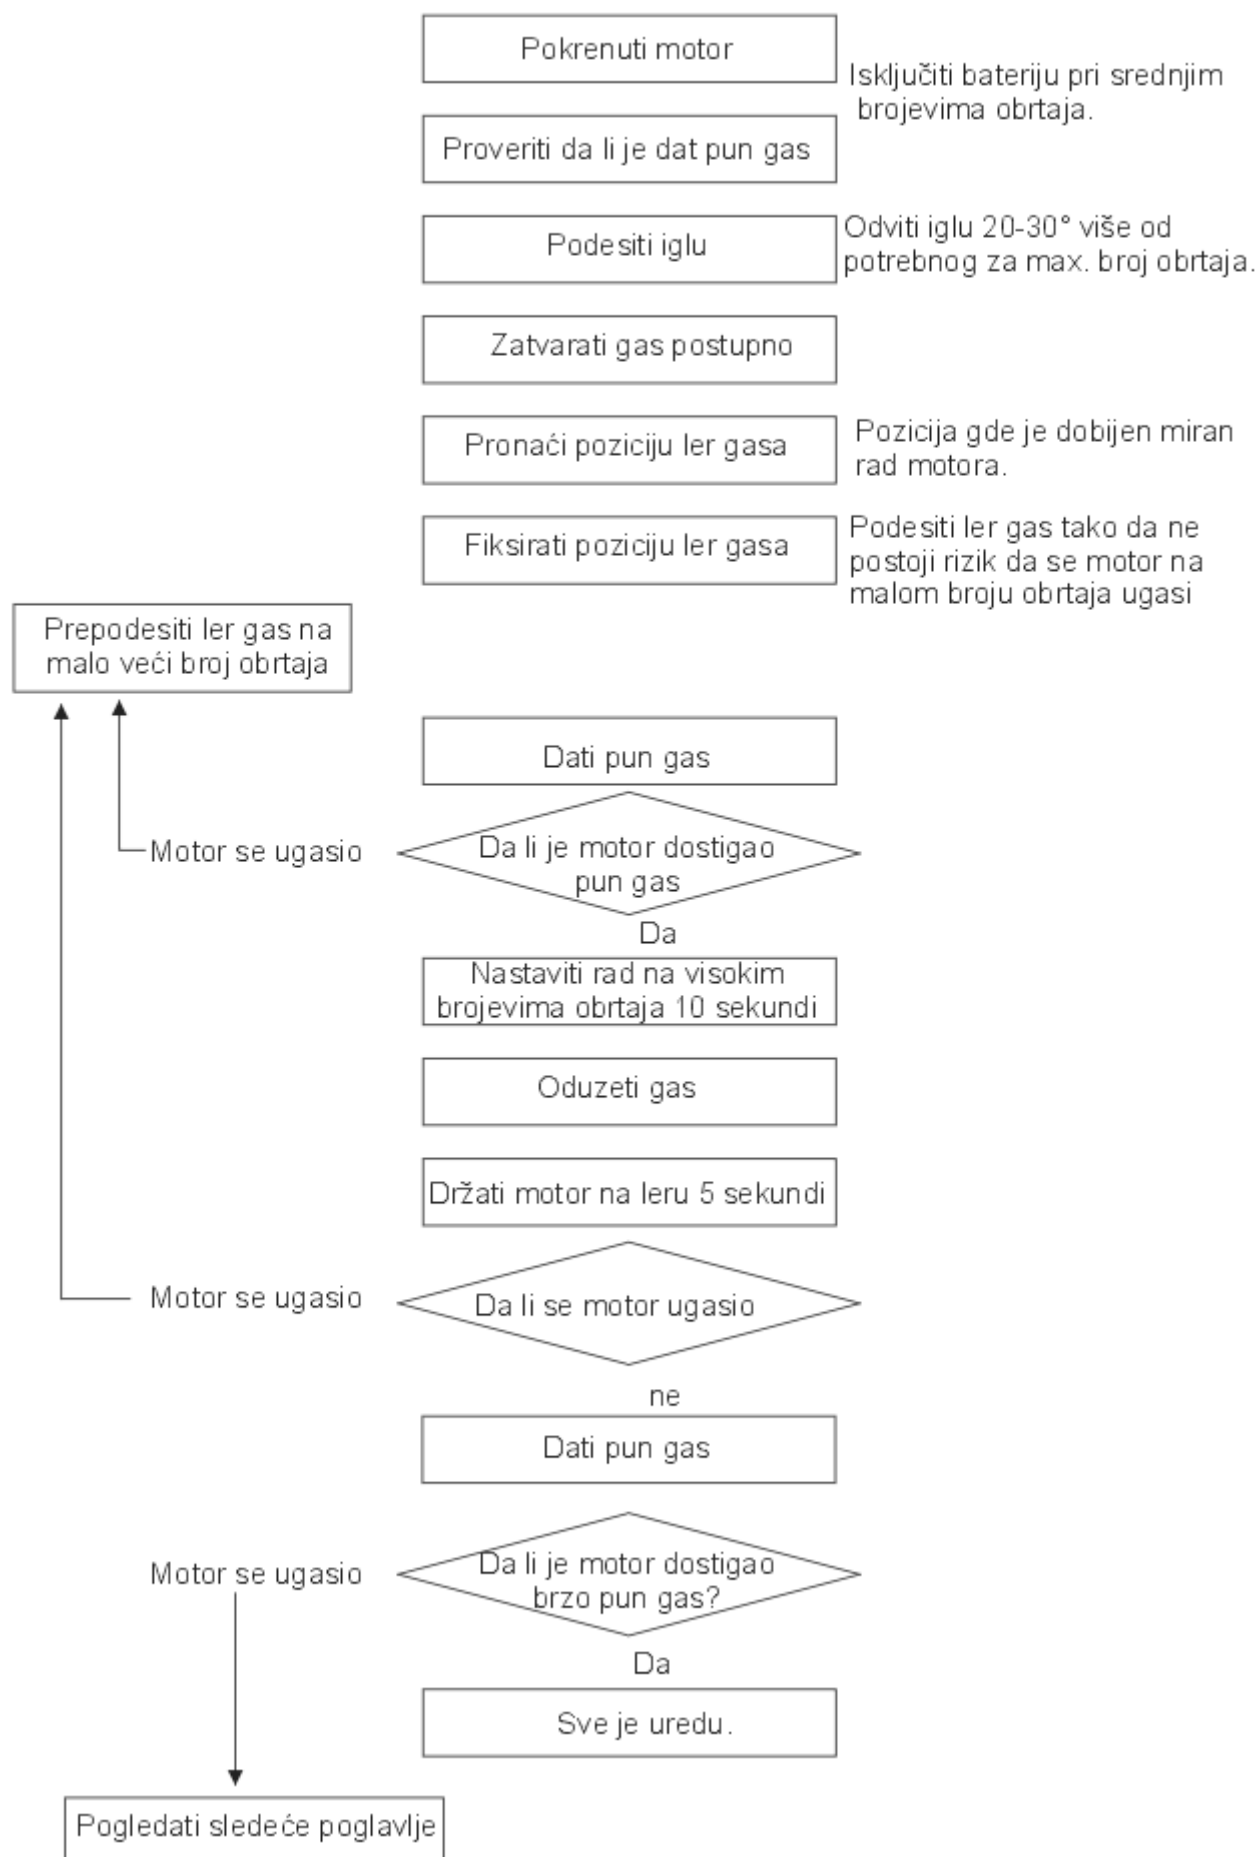 Pokrenuti motor
Isključiti bateriju pri srednjim
brojevima obrtaja.
Proveriti da li je dat pun gas
Podesiti iglu
Odviti iglu 20-30° više od
potrebnog za max. broj obrtaja.
Zatvarati gas postupno
Pronaći poziciju ler gasa
Pozicija gde je dobijen miran
rad motora.
Fiksirati poziciju ler gasa
Podesiti ler gas tako da ne
postoji rizik da se motor na
malom broju obrtaja ugasi
Prepodesiti ler gas na
malo veći broj obrtaja
Dati pun gas
Motor se ugasio
Da li je motor dostigao
pun gas
Da
Nastaviti rad na visokim
brojevima obrtaja 10 sekundi
Oduzeti gas
Držati motor na leru 5 sekundi
Motor se ugasio
Da li se motor ugasio
ne
Dati pun gas
Motor se ugasio
Da li je motor dostigao
brzo pun gas?
Da
Sve je uredu.
Pogledati sledeće poglavlje